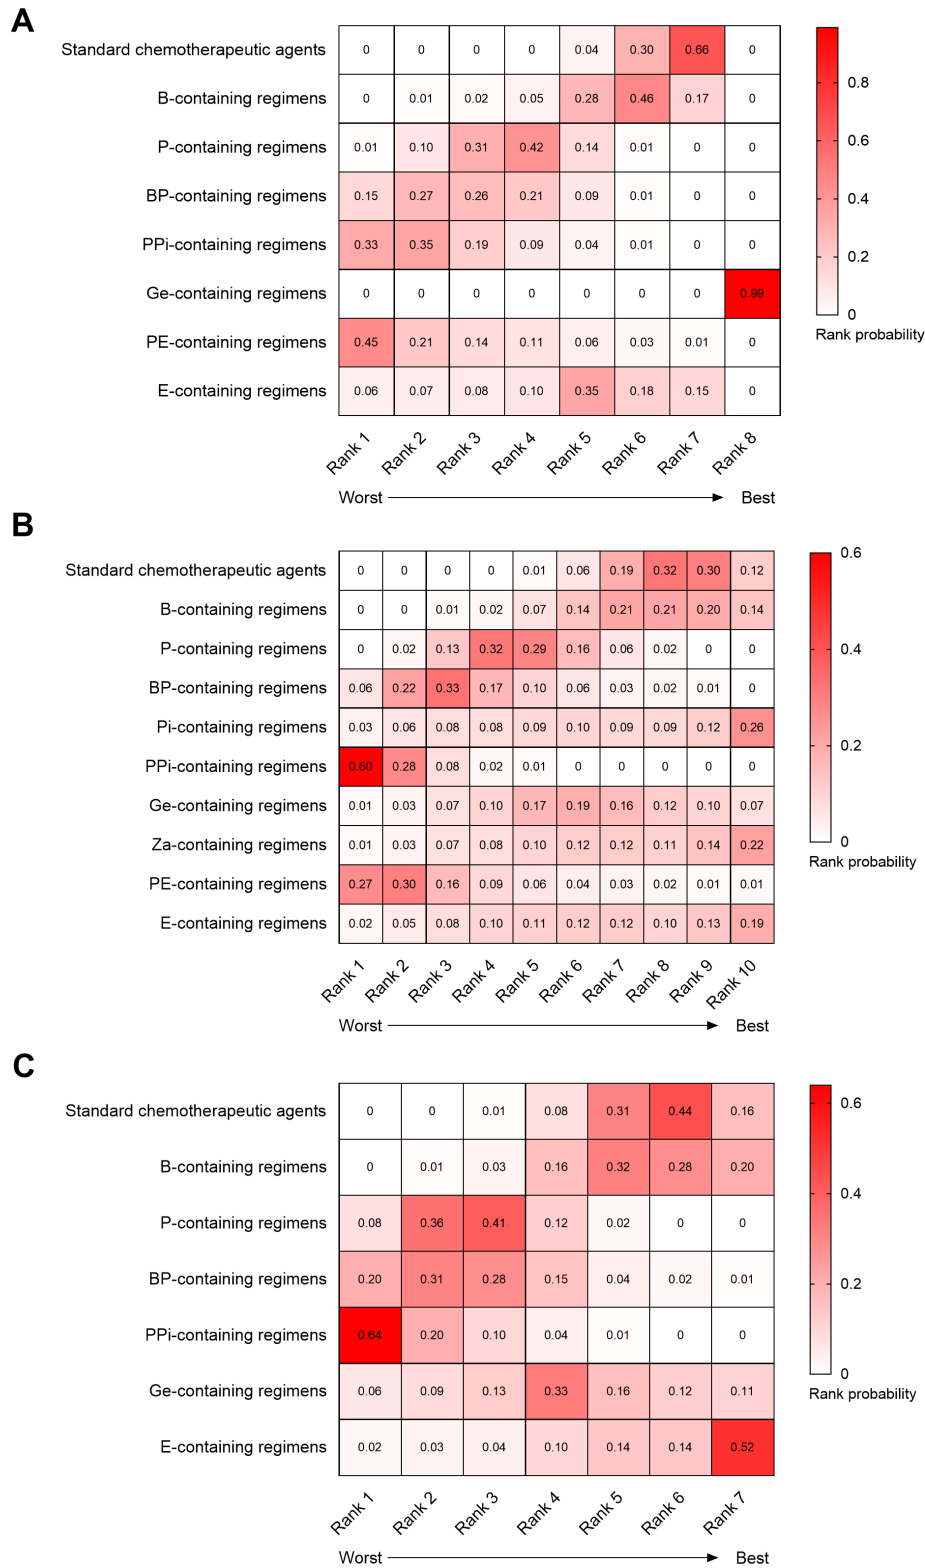 A
Standard chemotherapeutic agents 0 0 0 0 0.04 0.30 0.66 0
B-containing regimens 0 0.01 0.02 0.05 0.28 0.46 0.17 0
P-containing regimens 0.01 0.10 0.31 0.42 0.14 0.01 0 0
BP-containing regimens 0.15 0.27 0.26 0.21 0.09 0.01 0 0
PPi-containing regimens 0.33 0.35 0.19 0.09 0.04 0.01 0 0
Ge-containing regimens 0 0 0 0 0 0 0 0.99
PE-containing regimens 0.45 0.21 0.14 0.11 0.06 0.03 0.01 0
E-containing regimens 0.06 0.07 0.08 0.10 0.35 0.18 0.15 0
Rank 1 Rank 2 Rank 3 Rank 4 Rank 5 Rank 6 Rank 7 Rank 8
Worst Best
0.8
0.6
0.4
0.2
0
Rank probability
B
Standard chemotherapeutic agents 0 0 0 0 0.01 0.06 0.19 0.32 0.30 0.12
B-containing regimens 0 0 0.01 0.02 0.07 0.14 0.21 0.21 0.20 0.14
P-containing regimens 0 0.02 0.13 0.32 0.29 0.16 0.06 0.02 0 0
BP-containing regimens 0.06 0.22 0.33 0.17 0.10 0.06 0.03 0.02 0.01 0
Pi-containing regimens 0.03 0.06 0.08 0.08 0.09 0.10 0.09 0.09 0.12 0.26
PPi-containing regimens 0.60 0.28 0.08 0.02 0.01 0 0 0 0 0
Ge-containing regimens 0.01 0.03 0.07 0.10 0.17 0.19 0.16 0.12 0.10 0.07
Za-containing regimens 0.01 0.03 0.07 0.08 0.10 0.12 0.12 0.11 0.14 0.22
PE-containing regimens 0.27 0.30 0.16 0.09 0.06 0.04 0.03 0.02 0.01 0.01
E-containing regimens 0.02 0.05 0.08 0.10 0.11 0.12 0.12 0.10 0.13 0.19
Rank 1 Rank 2 Rank 3 Rank 4 Rank 5 Rank 6 Rank 7 Rank 8 Rank 9 Rank 10
Worst Best
0.6
0.4
0.2
0
Rank probability
C
Standard chemotherapeutic agents 0 0 0.01 0.08 0.31 0.44 0.16
B-containing regimens 0 0.01 0.03 0.16 0.32 0.28 0.20
P-containing regimens 0.08 0.36 0.41 0.12 0.02 0 0
BP-containing regimens 0.20 0.31 0.28 0.15 0.04 0.02 0.01
PPi-containing regimens 0.64 0.20 0.10 0.04 0.01 0 0
Ge-containing regimens 0.06 0.09 0.13 0.33 0.16 0.12 0.11
E-containing regimens 0.02 0.03 0.04 0.10 0.14 0.14 0.52
Rank 1 Rank 2 Rank 3 Rank 4 Rank 5 Rank 6 Rank 7
Worst Best
0.6
0.4
0.2
0
Rank probability